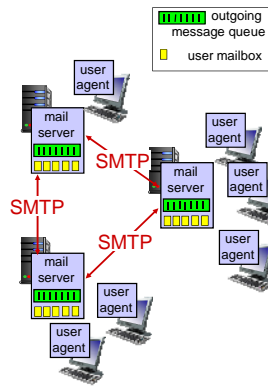 outgoing
message queue
user mailbox
user
agent
mail
server
user
agent
SMTP
mail
server
user
agent
SMTP
SMTP
user
agent
mail
server
user
agent
user
agent